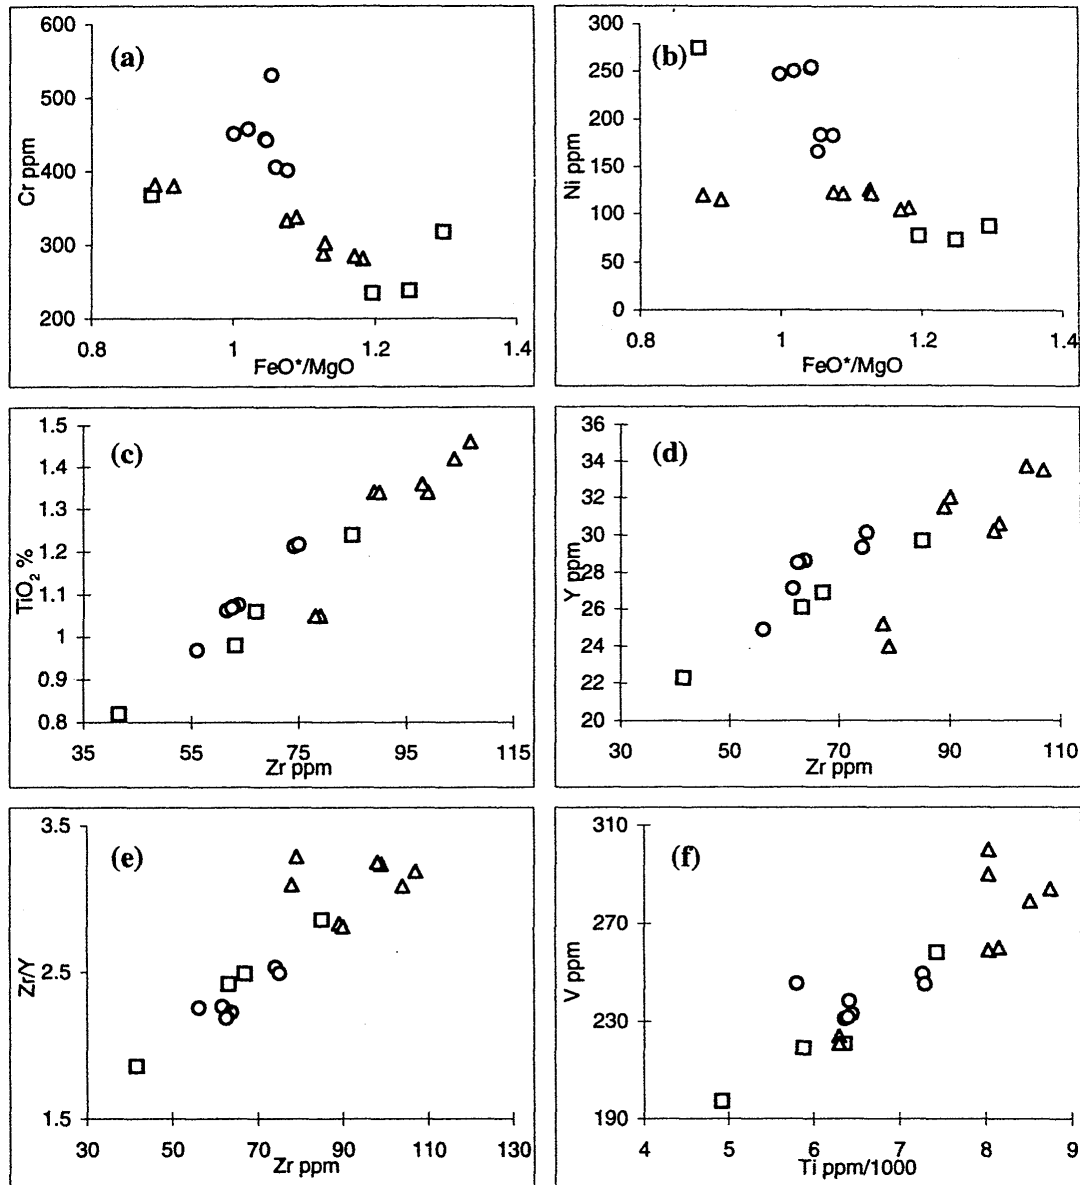 (a)
600
500
400
300
200
Cr ppm
0.8 1 1.2 1.4
FeO*/MgO
(b)
300
250
200
150
100
50
0
Ni ppm
0.8 1 1.2 1.4
FeO*/MgO
(c)
1.5
1.4
1.3
1.2
1.1
1
0.9
0.8
TiO2 %
35 55 75 95 115
Zr ppm
(d)
36
34
32
30
28
26
24
22
20
Y ppm
30 50 70 90 110
Zr ppm
(e)
3.5
2.5
1.5
Zr/Y
30 50 70 90 110 130
Zr ppm
(f)
310
270
230
190
V ppm
4 5 6 7 8 9
Ti ppm/1000